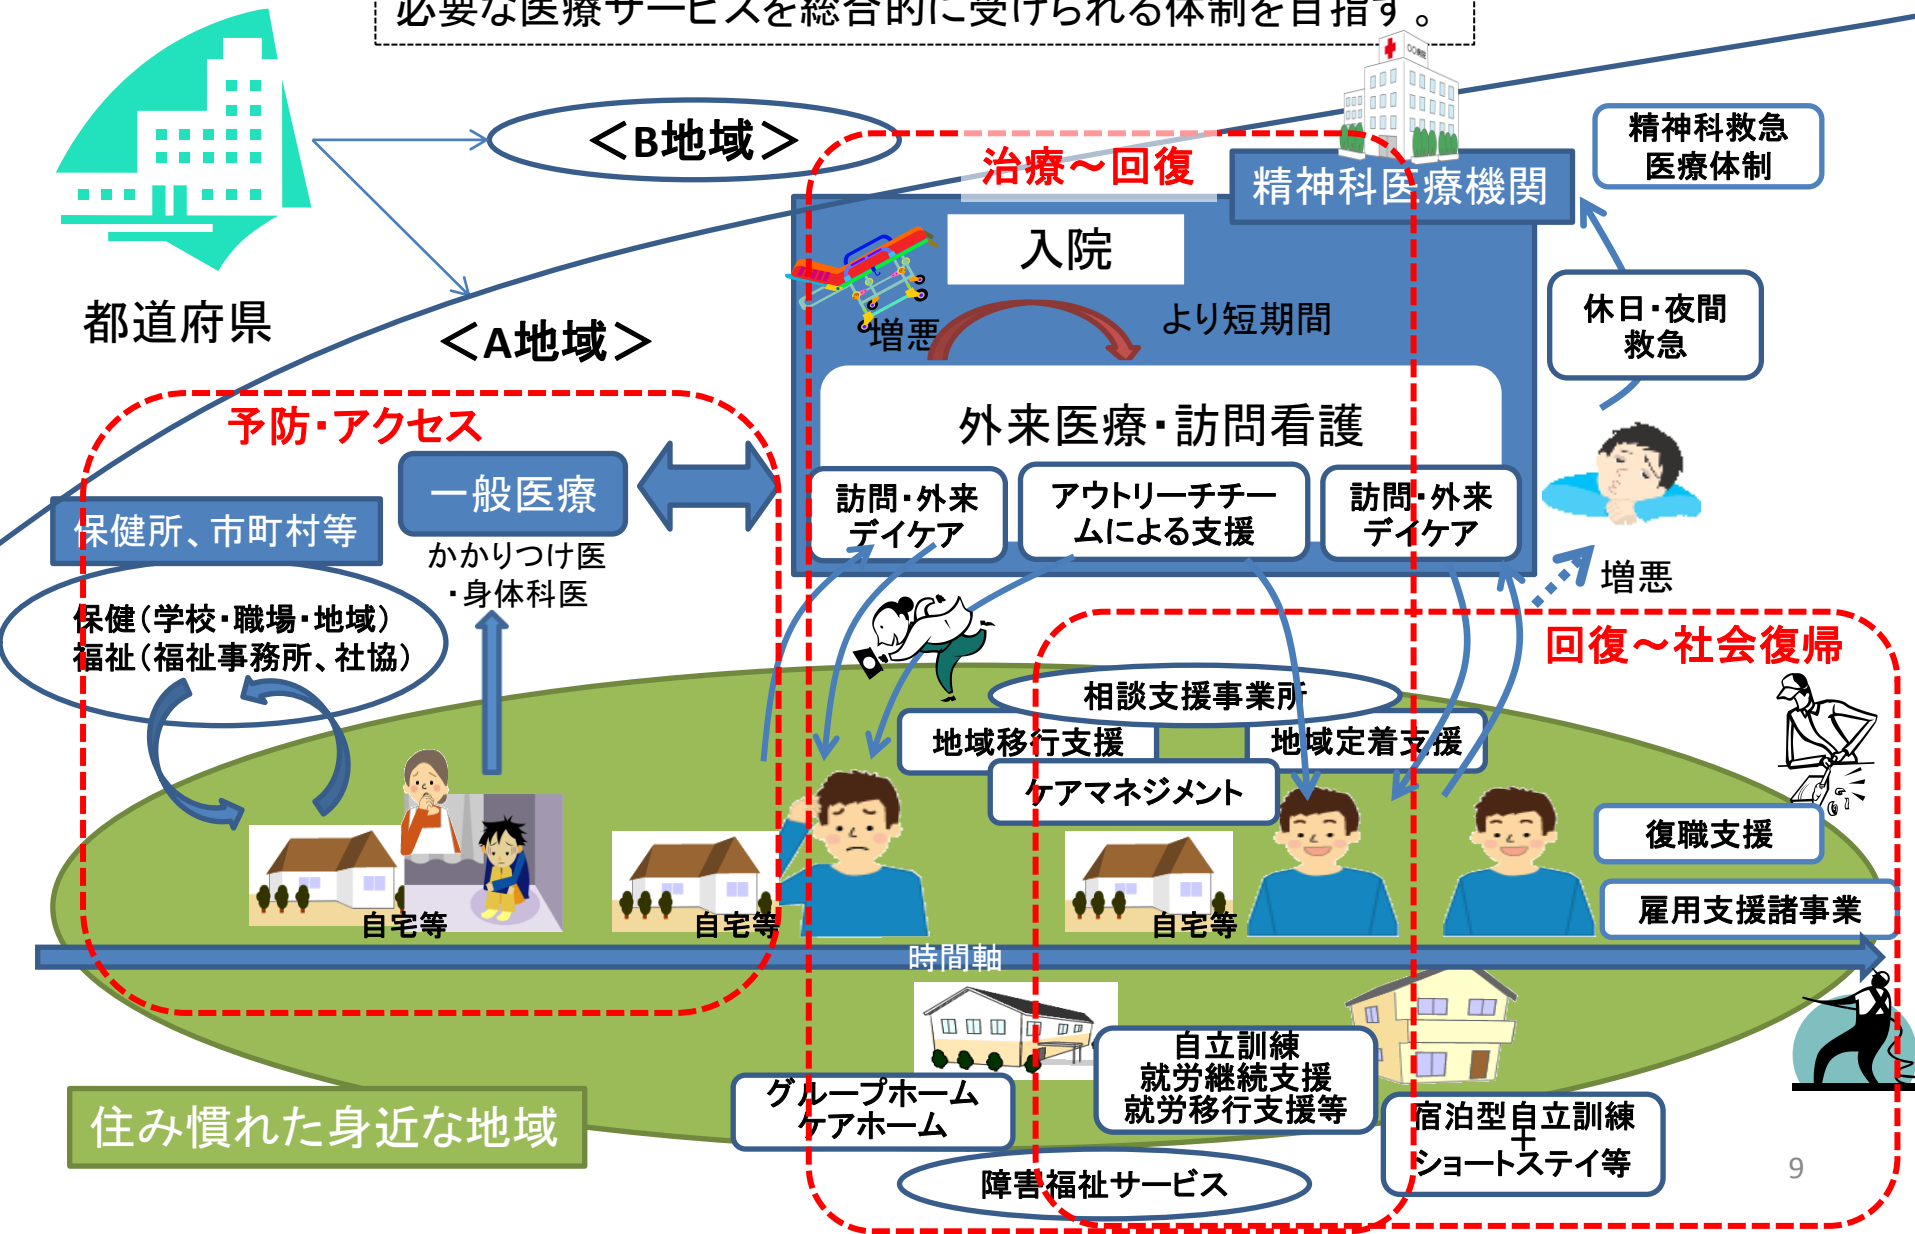 必要な医療サービスを総合的に受けられる体制を目指す。
都道府県
＜B地域＞
＜A地域＞
治療～回復
〇〇病院
精神科医療機関
精神科救急
医療体制
入院
増悪
より短期間
休日・夜間
救急
外来医療・訪問看護
訪問・外来
デイケア
アウトリーチチー
ムによる支援
訪問・外来
デイケア
増悪
予防・アクセス
一般医療
かかりつけ医
・身体科医
保健所、市町村等
保健（学校・職場・地域）
福祉（福祉事務所、社協）
回復～社会復帰
相談支援事業所
地域移行支援
地域定着支援
ケアマネジメント
復職支援
雇用支援諸事業
自宅等
自宅等
自宅等
時間軸
住み慣れた身近な地域
グループホーム
ケアホーム
自立訓練
就労継続支援
就労移行支援等
宿泊型自立訓練
＋
ショートステイ等
障害福祉サービス
9